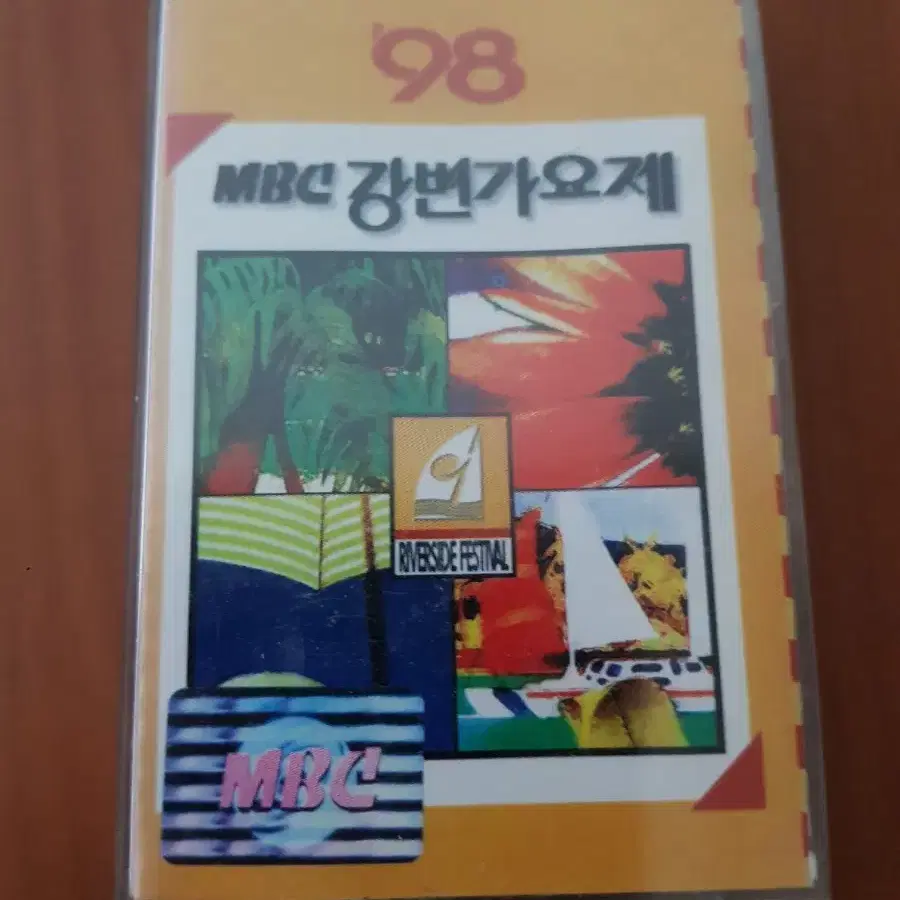 '98
MBC 강변가요제
RIVERSIDE FESTIVAL
MBC